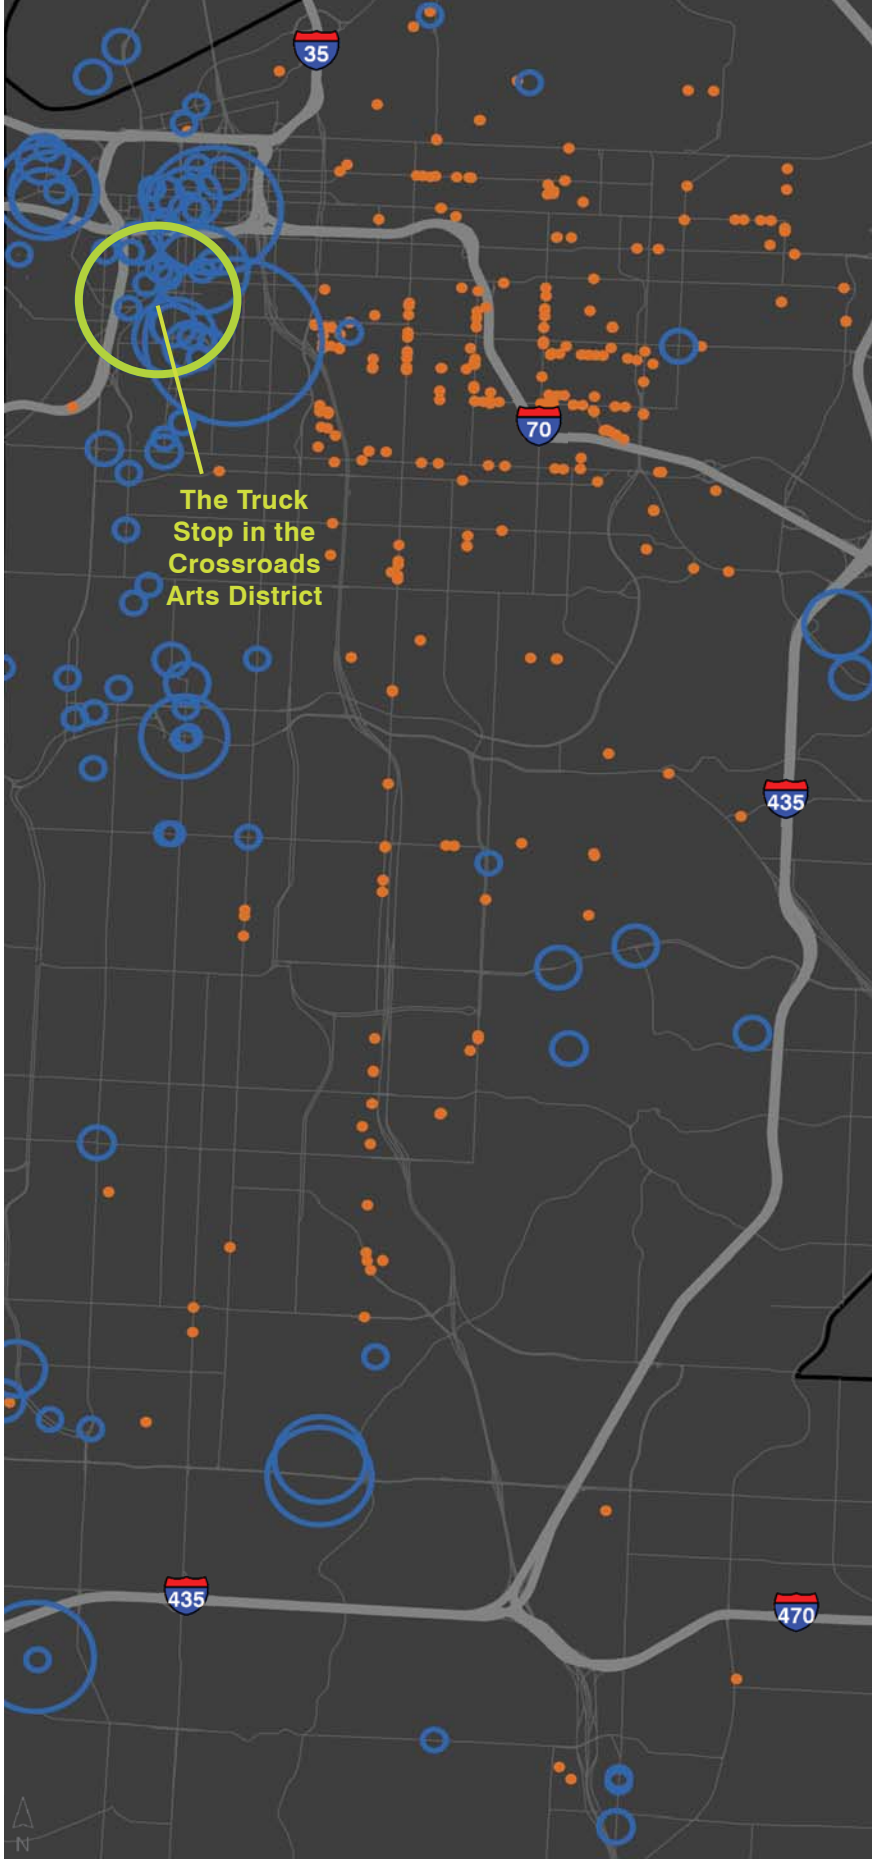 35
70
The Truck
Stop in the
Crossroads
Arts District
435
435
470
N